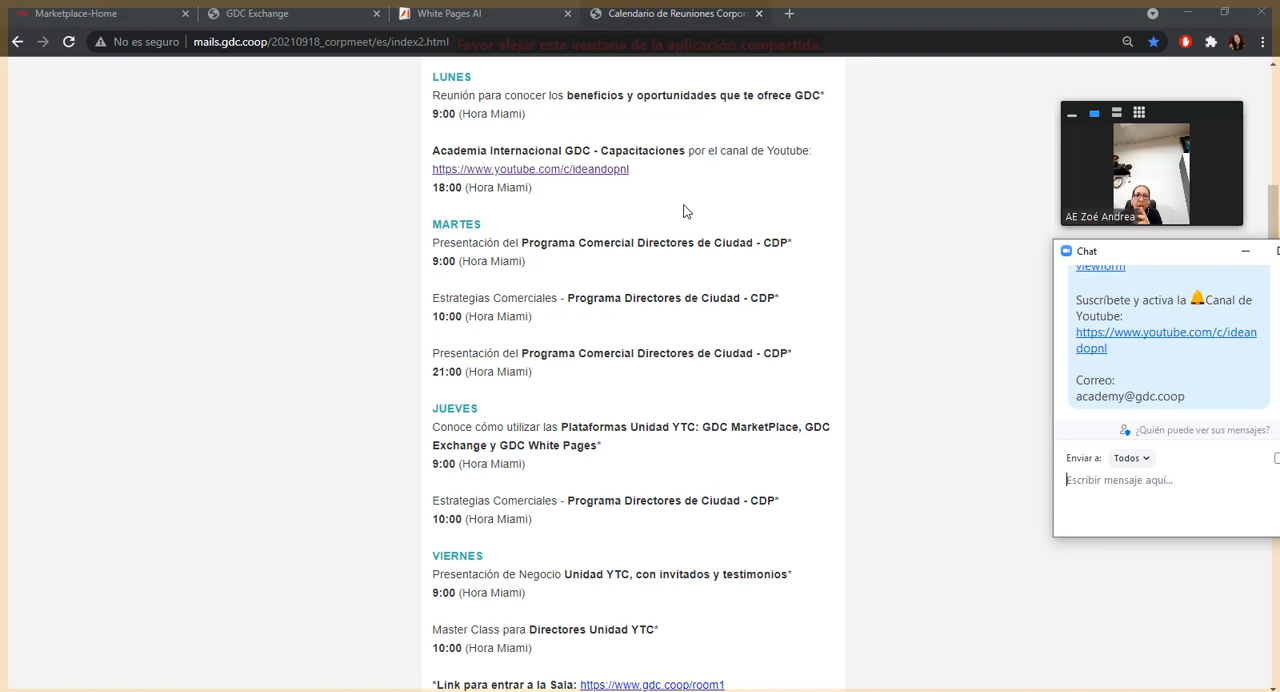 Marketplace-Home
GDC Exchange
White Pages AI
Calendario de Reuniones Corpor
No es seguro
mails.gdc.coop/20210918_corpmeet/es/index2.html
Favor alejar esta ventana de la aplicación compartida.
LUNES
Reunión para conocer los beneficios y oportunidades que te ofrece GDC*
9:00 (Hora Miami)
Academia Internacional GDC - Capacitaciones por el canal de Youtube:
https://www.youtube.com/c/ideandopnl
18:00 (Hora Miami)
MARTES
Presentación del Programa Comercial Directores de Ciudad - CDP*
9:00 (Hora Miami)
Estrategias Comerciales - Programa Directores de Ciudad - CDP*
10:00 (Hora Miami)
Presentación del Programa Comercial Directores de Ciudad - CDP*
21:00 (Hora Miami)
JUEVES
Conoce cómo utilizar las Plataformas Unidad YTC: GDC MarketPlace, GDC
Exchange y GDC White Pages*
9:00 (Hora Miami)
Estrategias Comerciales - Programa Directores de Ciudad - CDP*
10:00 (Hora Miami)
VIERNES
Presentación de Negocio Unidad YTC, con invitados y testimonios*
9:00 (Hora Miami)
Master Class para Directores Unidad YTC*
10:00 (Hora Miami)
*Link para entrar a la Sala: https://www.gdc.coop/room1
AE Zoé Andrea
Chat
viewform
Suscríbete y activa la 🔔Canal de
Youtube:
https://www.youtube.com/c/idean
dopnl
Correo:
academy@gdc.coop
¿Quién puede ver sus mensajes?
Enviar a: Todos
Escribir mensaje aquí...